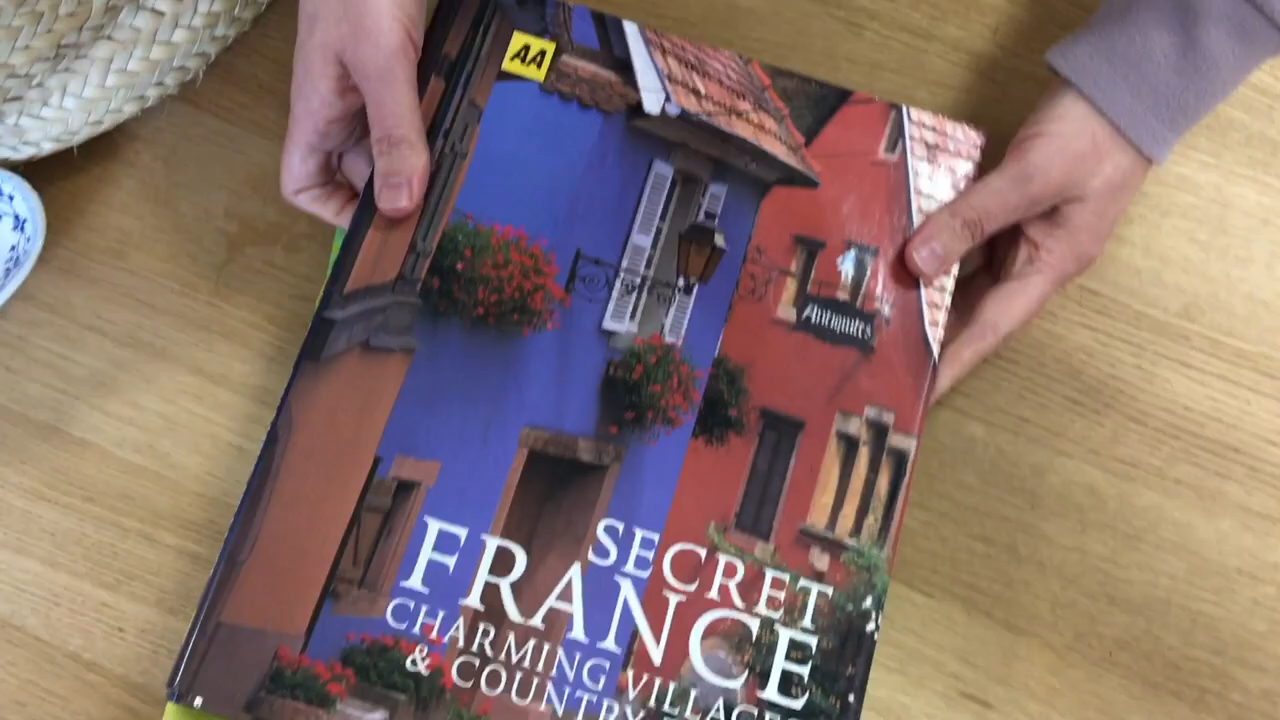 AA
Antiquités
SECRET
FRANCE
CHARMING VILLAGES
& COUNTRY